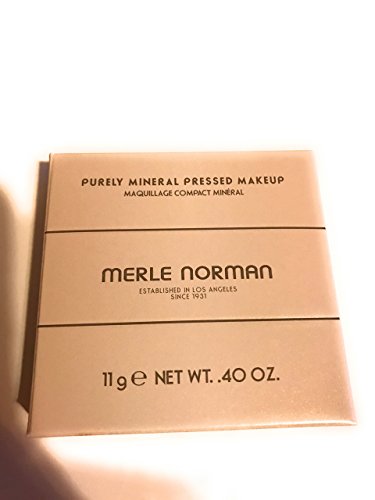 PURELY MINERAL PRESSED MAKEUP
MAQUILLAGE COMPACT MINÉRAL
MERLE NORMAN
ESTABLISHED IN LOS ANGELES
SINCE 1931
11 g ℮ NET WT. .40 OZ.